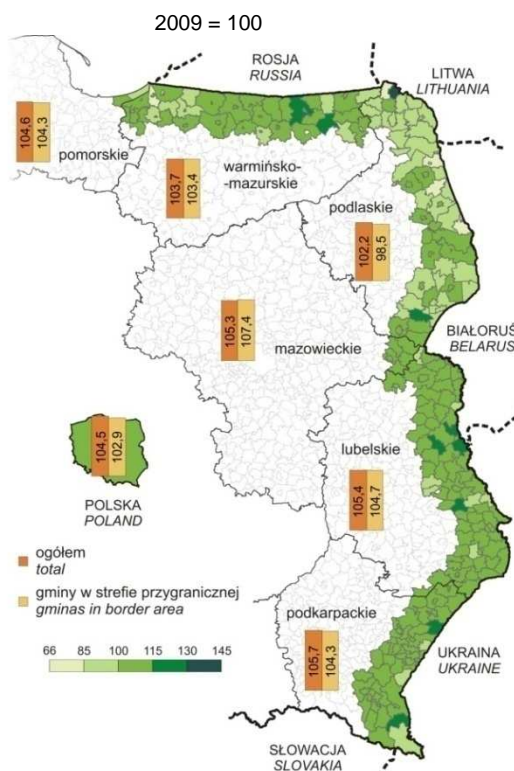 2009 = 100
ROSJA
RUSSIA
LITWA
LITHUANIA
104,6
104,3
pomorskie
warmińsko-
-mazurskie
103,7
103,4
podlaskie
102,2
98,5
BIAŁORUŚ
BELARUS
105,3
107,4
mazowieckie
104,5
102,9
POLSKA
POLAND
lubelskie
105,4
104,7
ogółem
total
gminy w strefie przygranicznej
gminas in border area
podkarpackie
105,7
104,3
UKRAINA
UKRAINE
66 85 100 115 130 145
SŁOWACJA
SLOVAKIA